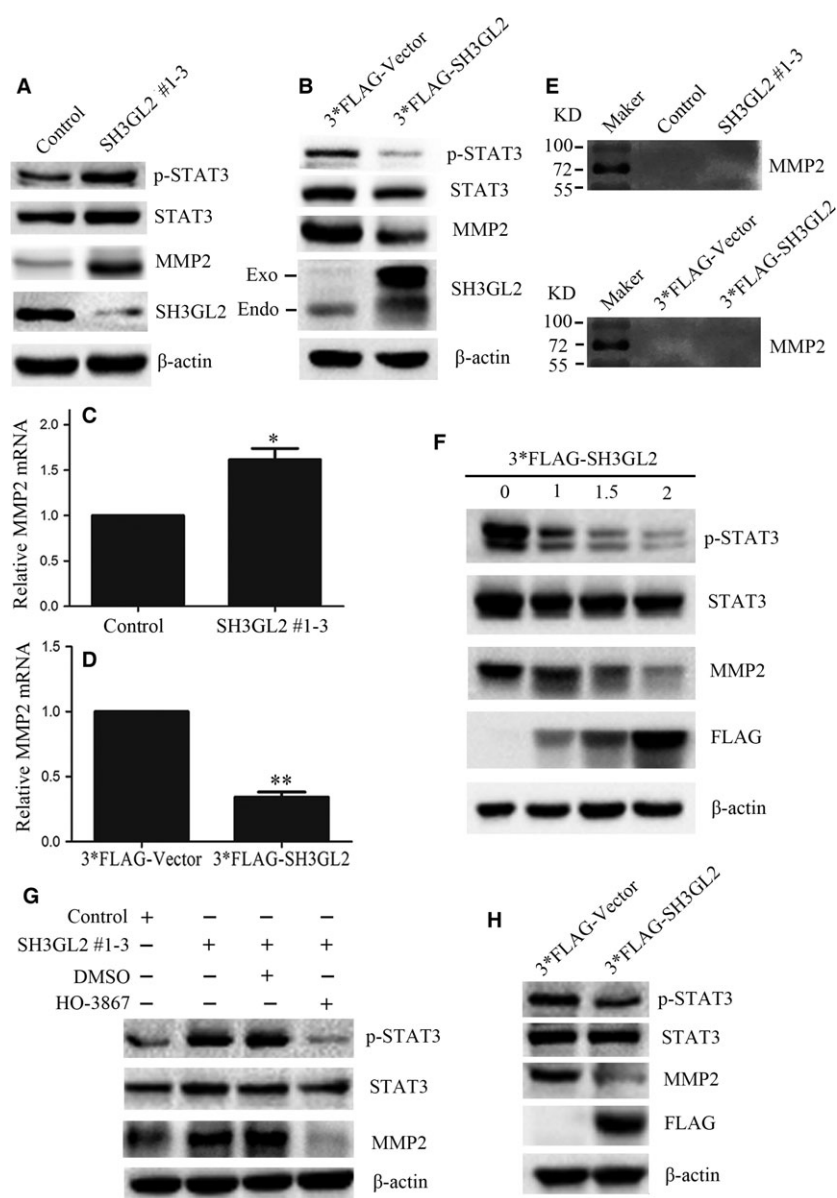 A
Control
SH3GL2 #1-3
p-STAT3
STAT3
MMP2
SH3GL2
β-actin
B
3*FLAG-Vector
3*FLAG-SH3GL2
p-STAT3
STAT3
MMP2
Exo
Endo
SH3GL2
β-actin
E
KD
Maker
Control
SH3GL2 #1-3
100
72
55
MMP2
KD
Maker
3*FLAG-Vector
3*FLAG-SH3GL2
100
72
55
MMP2
C
Relative MMP2 mRNA
2.0
1.5
1.0
0.5
0.0
*
Control
SH3GL2 #1-3
D
Relative MMP2 mRNA
1.5
1.0
0.5
0.0
**
3*FLAG-Vector
3*FLAG-SH3GL2
F
3*FLAG-SH3GL2
0 1 1.5 2
p-STAT3
STAT3
MMP2
FLAG
β-actin
G
Control + − − −
SH3GL2 #1-3 − + + +
DMSO − − + −
HO-3867 − − − +
p-STAT3
STAT3
MMP2
β-actin
H
3*FLAG-Vector
3*FLAG-SH3GL2
p-STAT3
STAT3
MMP2
FLAG
β-actin